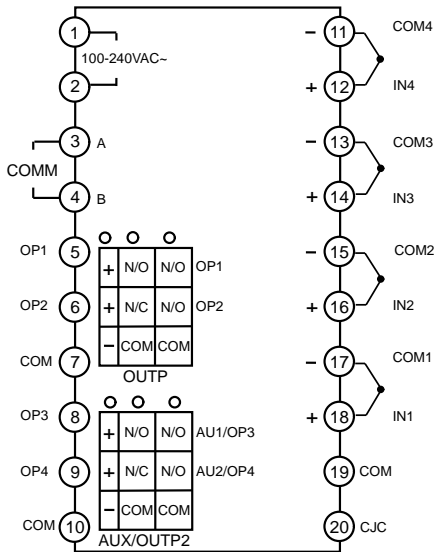 1
100-240VAC~
2
3 A
COMM
4 B
OP1 5
+ N/O N/O OP1
OP2 6
+ N/C N/O OP2
COM 7
- COM COM
OUTP
OP3 8
+ N/O N/O AU1/OP3
OP4 9
+ N/C N/O AU2/OP4
COM 10
- COM COM
AUX/OUTP2
- 11 COM4
+ 12 IN4
- 13 COM3
+ 14 IN3
- 15 COM2
+ 16 IN2
- 17 COM1
+ 18 IN1
19 COM
20 CJC